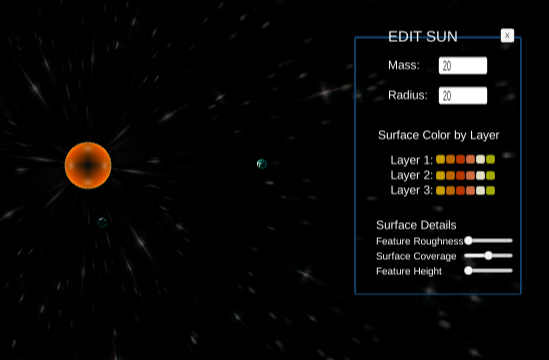 EDIT SUN
x
Mass: 20
Radius: 20
Surface Color by Layer
Layer 1:
Layer 2:
Layer 3:
Surface Details
Feature Roughness
Surface Coverage
Feature Height